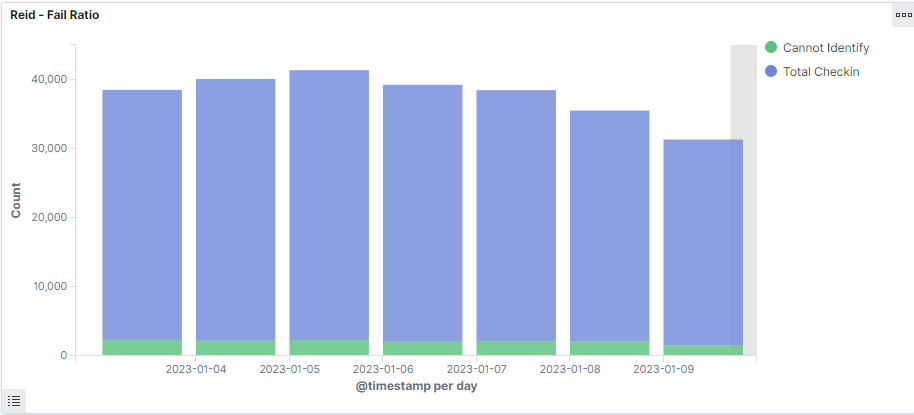 Reid - Fail Ratio
Cannot Identify
Total Checkin
40,000
30,000
20,000
10,000
0
Count
2023-01-04
2023-01-05
2023-01-06
2023-01-07
2023-01-08
2023-01-09
@timestamp per day